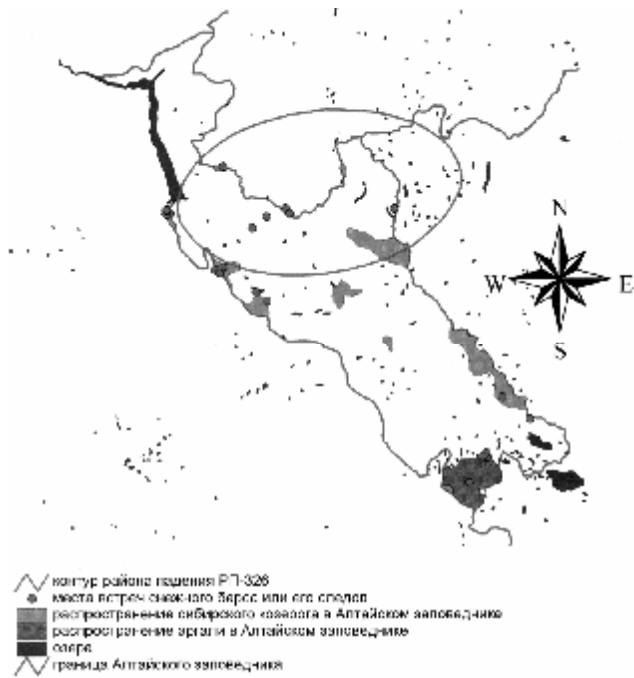 N
W E
S
контур района падения РП-326
места встреч снежного барса или его следов
распространение сибирского козерога в Алтайском заповеднике
распространение аргали в Алтайском заповеднике
озера
граница Алтайского заповедника